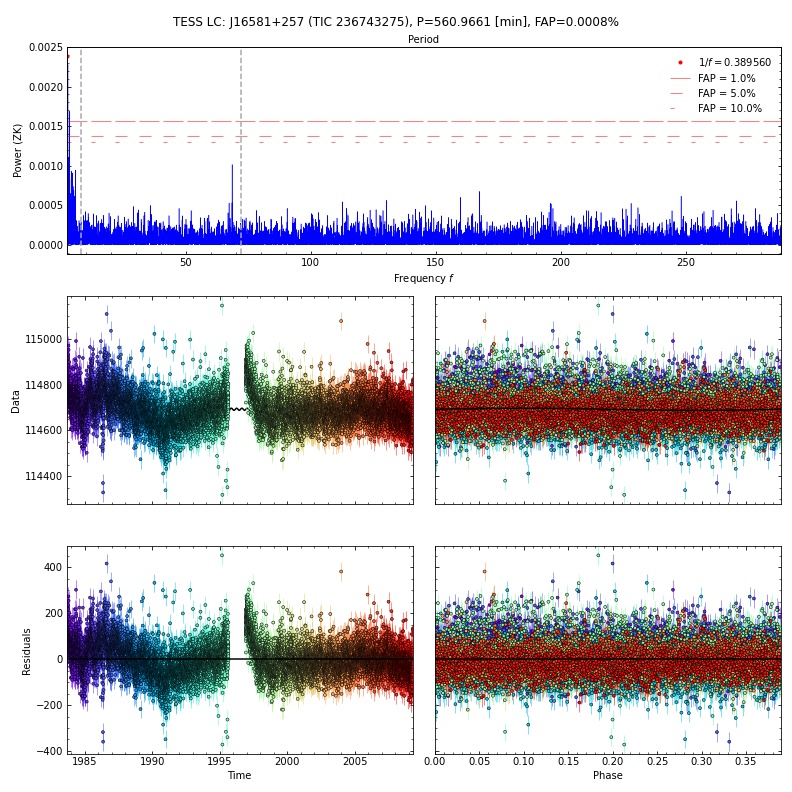 TESS LC: J16581+257 (TIC 236743275), P=560.9661 [min], FAP=0.0008%
Period
0.0025
0.0020
0.0015
0.0010
0.0005
0.0000
Power (ZK)
1/f = 0.389560
FAP = 1.0%
FAP = 5.0%
FAP = 10.0%
50 100 150 200 250
Frequency f
115000
114800
114600
114400
Data
400
200
0
−200
−400
Residuals
1985 1990 1995 2000 2005
Time
0.00 0.05 0.10 0.15 0.20 0.25 0.30 0.35
Phase